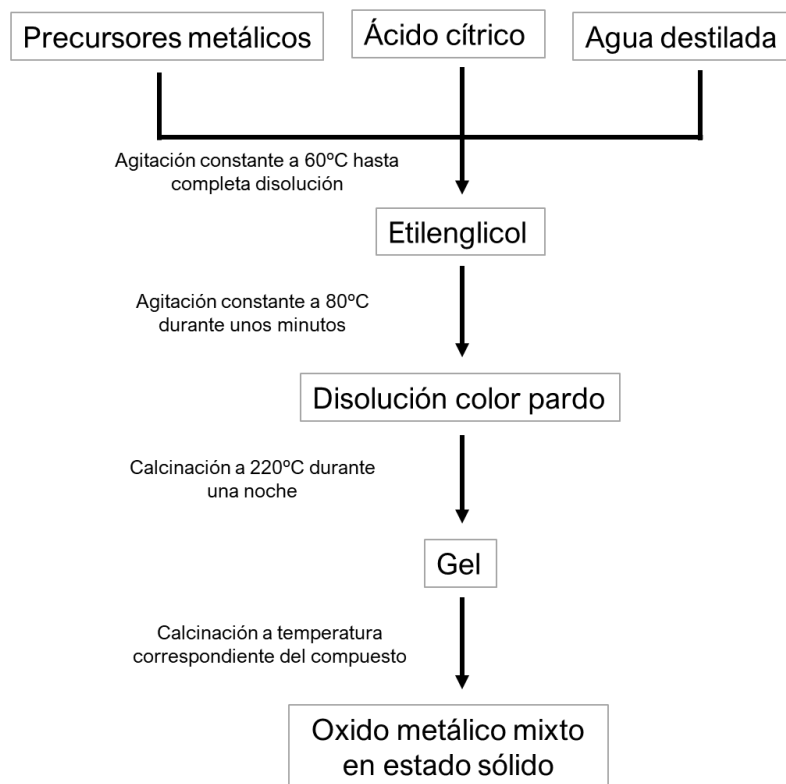 Precursores metálicos
Ácido cítrico
Agua destilada
Agitación constante a 60ºC hasta
completa disolución
Etilenglicol
Agitación constante a 80ºC
durante unos minutos
Disolución color pardo
Calcinación a 220ºC durante
una noche
Gel
Calcinación a temperatura
correspondiente del compuesto
Oxido metálico mixto
en estado sólido